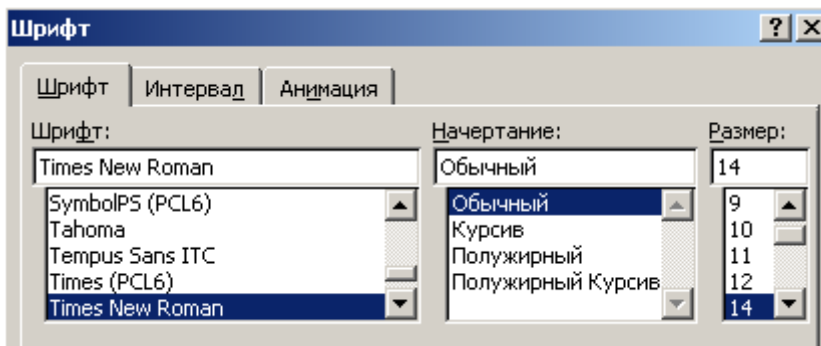 Шрифт
Шрифт Интервал Анимация
Шрифт: Начертание: Размер:
Times New Roman Обычный 14
SymbolPS (PCL6) Обычный 9
Tahoma Курсив 10
Tempus Sans ITC Полужирный 11
Times (PCL6) Полужирный Курсив 12
Times New Roman 14